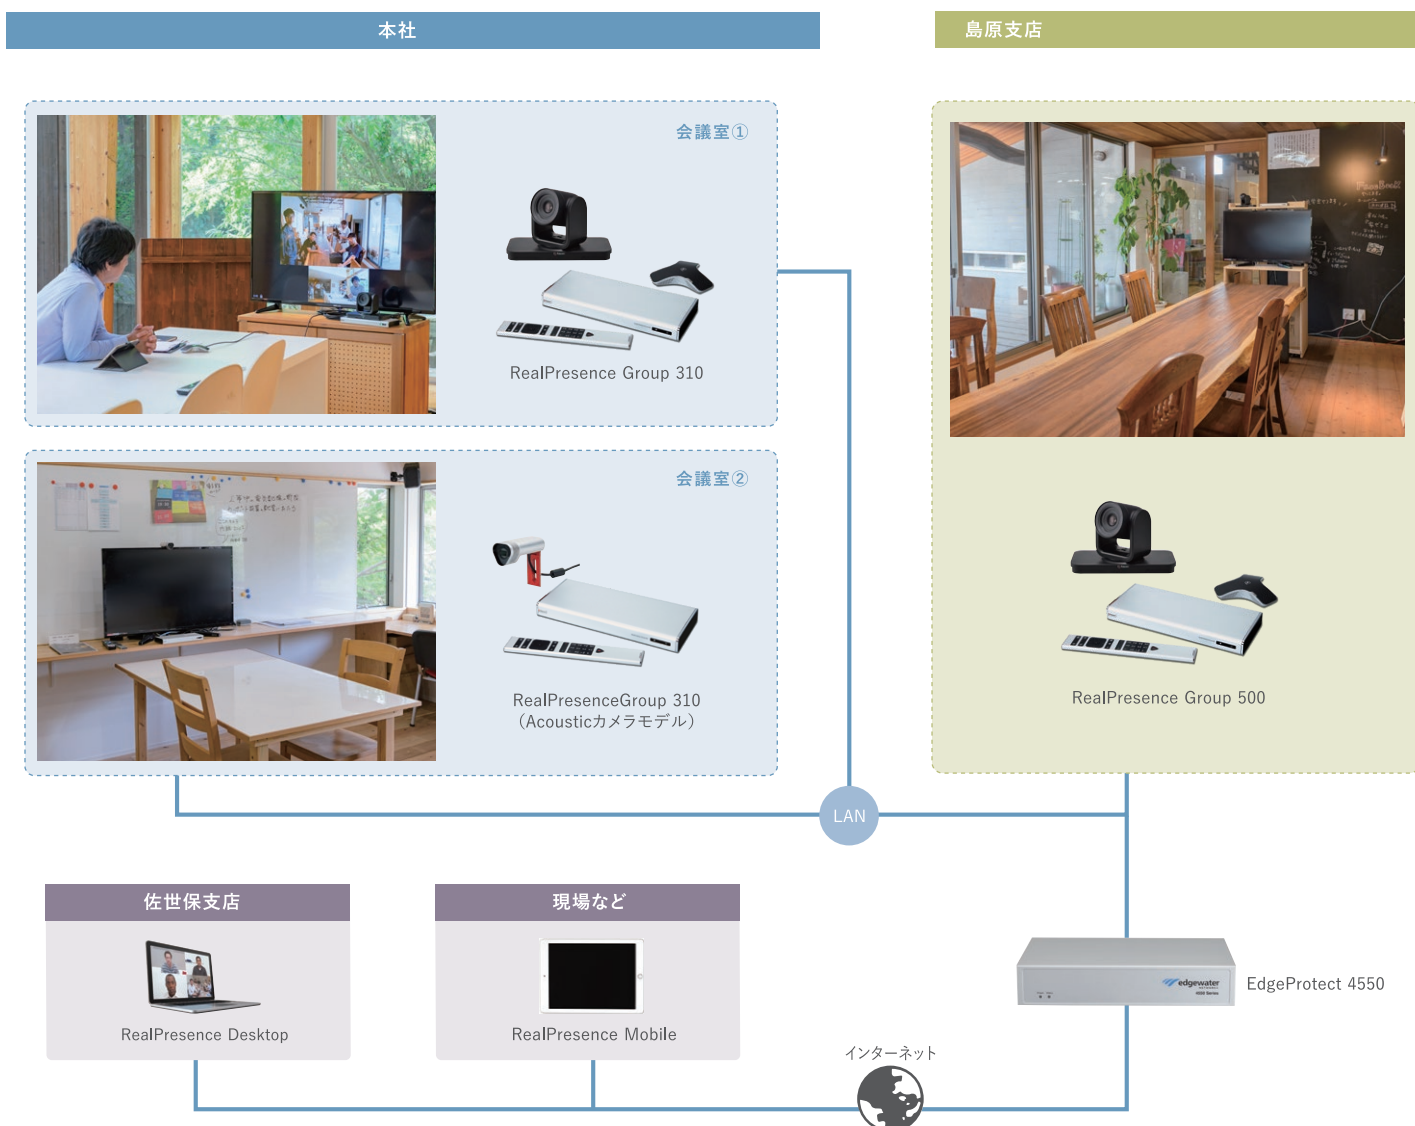 本社
島原支店
会議室①
RealPresence Group 310
会議室②
RealPresenceGroup 310
（Acousticカメラモデル）
RealPresence Group 500
LAN
佐世保支店
現場など
RealPresence Desktop
RealPresence Mobile
edgewater
EdgeProtect 4550
インターネット